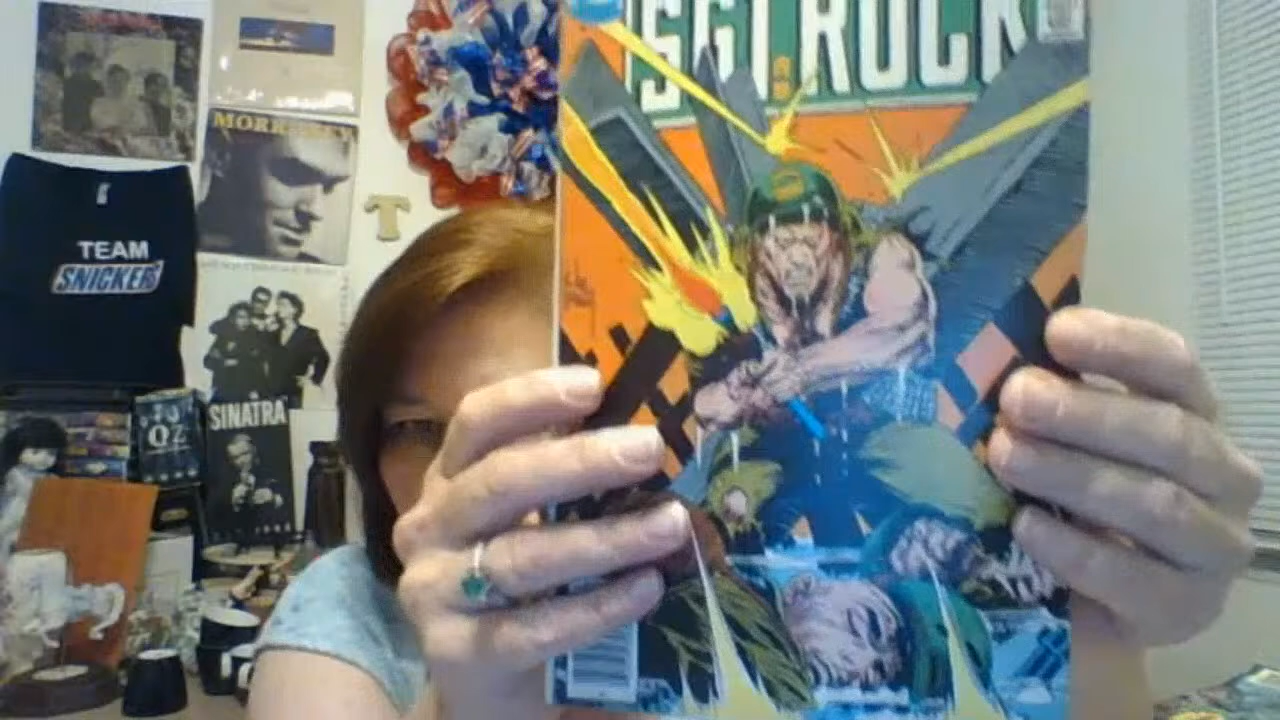 SGT. ROCK
MORRISSEY
T
TEAM
SNICKERS
OZ
SINATRA